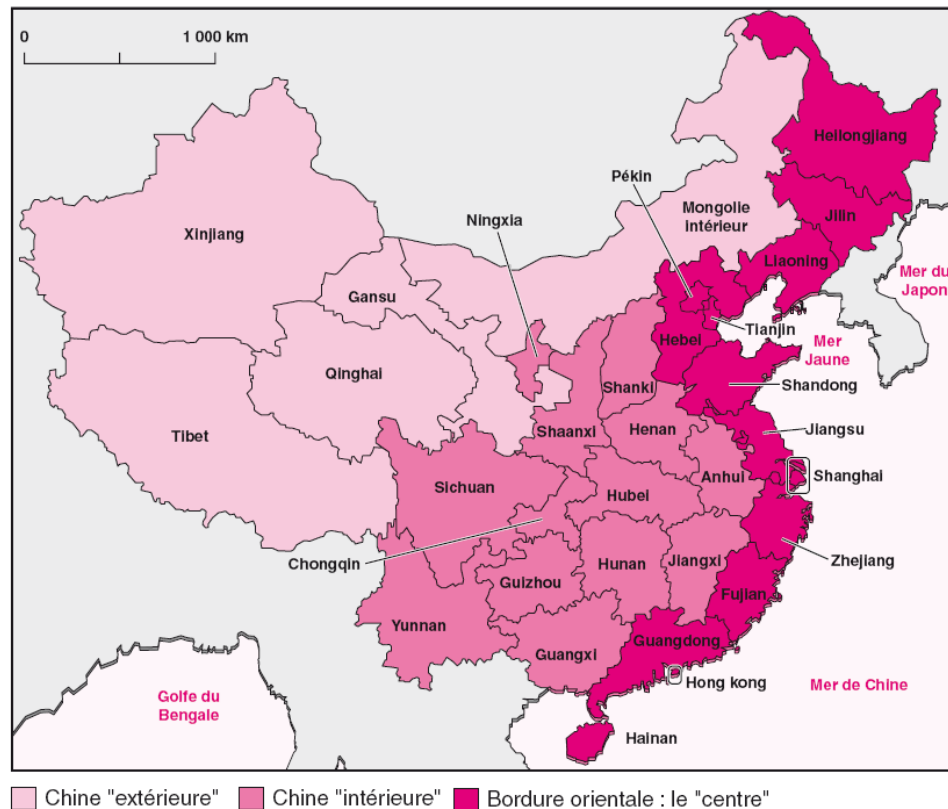 0 1 000 km
Heilongjiang
Pékin
Ningxia
Mongolie
intérieur
Jilin
Xinjiang
Liaoning
Mer du
Japon
Gansu
Tianjin
Hebei
Mer
Jaune
Qinghai
Shanki
Shandong
Tibet
Shaanxi
Henan
Jiangsu
Sichuan
Anhui
Shanghai
Hubei
Chongqin
Hunan
Jiangxi
Zhejiang
Guizhou
Fujian
Yunnan
Guangdong
Guangxi
Hong kong
Mer de Chine
Golfe du
Bengale
Hainan
Chine "extérieure" Chine "intérieure" Bordure orientale : le "centre"